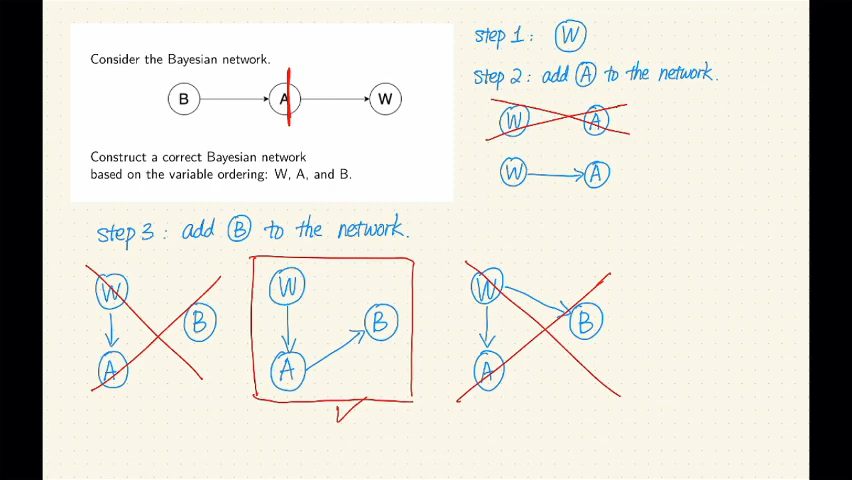 Consider the Bayesian network.
B A W
Construct a correct Bayesian network
based on the variable ordering: W, A, and B.
step 1: W
step 2: add A to the network.
W A
W A
step 3: add B to the network.
W B A
W B A
W B A